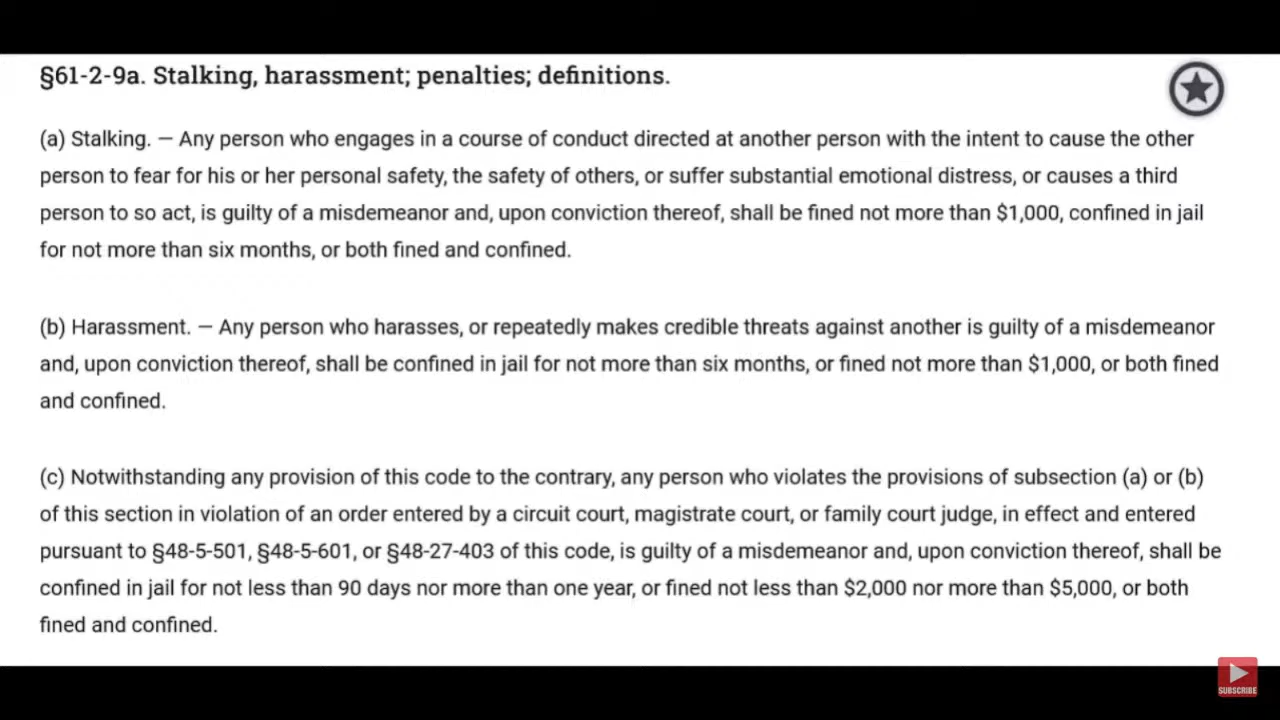 §61-2-9a. Stalking, harassment; penalties; definitions.
(a) Stalking. — Any person who engages in a course of conduct directed at another person with the intent to cause the other
person to fear for his or her personal safety, the safety of others, or suffer substantial emotional distress, or causes a third
person to so act, is guilty of a misdemeanor and, upon conviction thereof, shall be fined not more than $1,000, confined in jail
for not more than six months, or both fined and confined.
(b) Harassment. — Any person who harasses, or repeatedly makes credible threats against another is guilty of a misdemeanor
and, upon conviction thereof, shall be confined in jail for not more than six months, or fined not more than $1,000, or both fined
and confined.
(c) Notwithstanding any provision of this code to the contrary, any person who violates the provisions of subsection (a) or (b)
of this section in violation of an order entered by a circuit court, magistrate court, or family court judge, in effect and entered
pursuant to §48-5-501, §48-5-601, or §48-27-403 of this code, is guilty of a misdemeanor and, upon conviction thereof, shall be
confined in jail for not less than 90 days nor more than one year, or fined not less than $2,000 nor more than $5,000, or both
fined and confined.
SUBSCRIBE